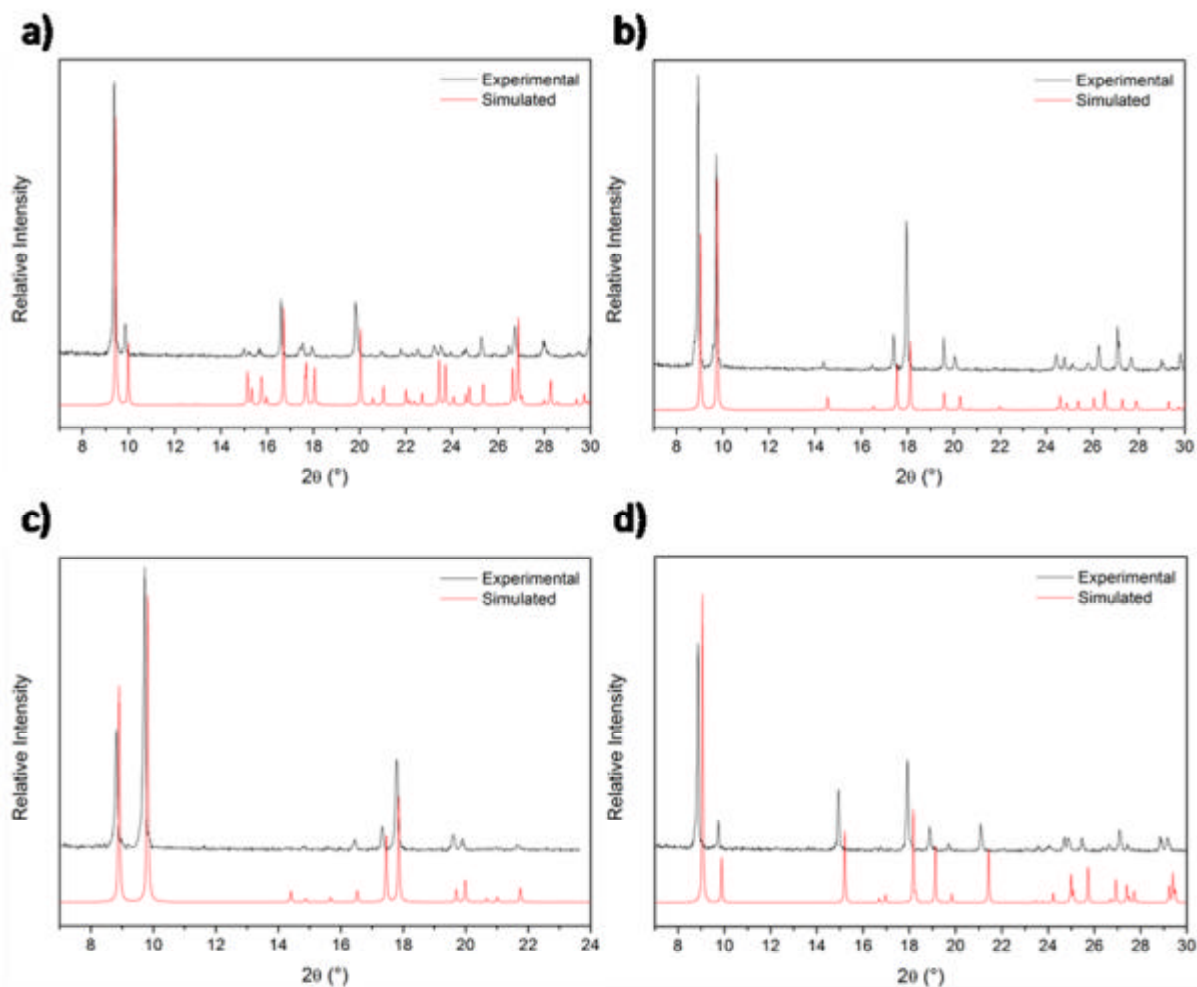 a)
Experimental
Simulated
Relative Intensity
8 10 12 14 16 18 20 22 24 26 28 30
2θ (°)
b)
Experimental
Simulated
Relative Intensity
8 10 12 14 16 18 20 22 24 26 28 30
2θ (°)
c)
Experimental
Simulated
Relative Intensity
8 10 12 14 16 18 20 22 24
2θ (°)
d)
Experimental
Simulated
Relative Intensity
8 10 12 14 16 18 20 22 24 26 28 30
2θ (°)